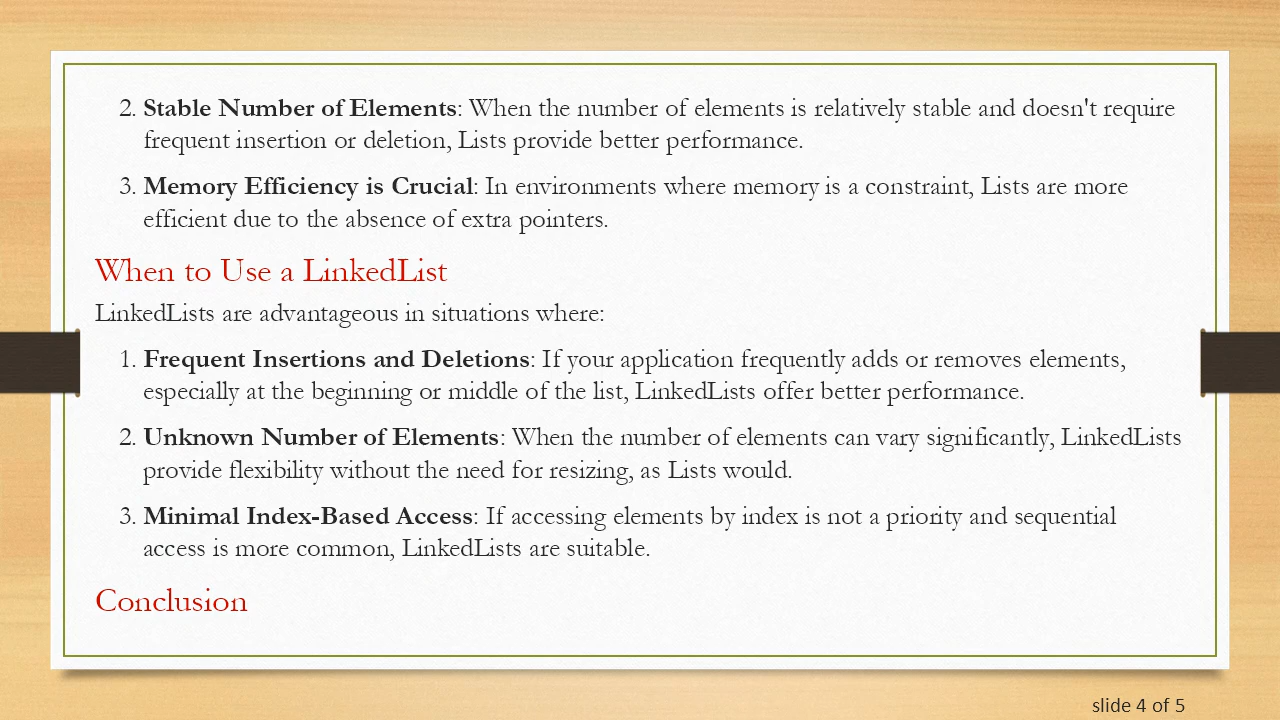 2. Stable Number of Elements: When the number of elements is relatively stable and doesn't require
frequent insertion or deletion, Lists provide better performance.
3. Memory Efficiency is Crucial: In environments where memory is a constraint, Lists are more
efficient due to the absence of extra pointers.
When to Use a LinkedList
LinkedLists are advantageous in situations where:
1. Frequent Insertions and Deletions: If your application frequently adds or removes elements,
especially at the beginning or middle of the list, LinkedLists offer better performance.
2. Unknown Number of Elements: When the number of elements can vary significantly, LinkedLists
provide flexibility without the need for resizing, as Lists would.
3. Minimal Index-Based Access: If accessing elements by index is not a priority and sequential
access is more common, LinkedLists are suitable.
Conclusion
slide 4 of 5